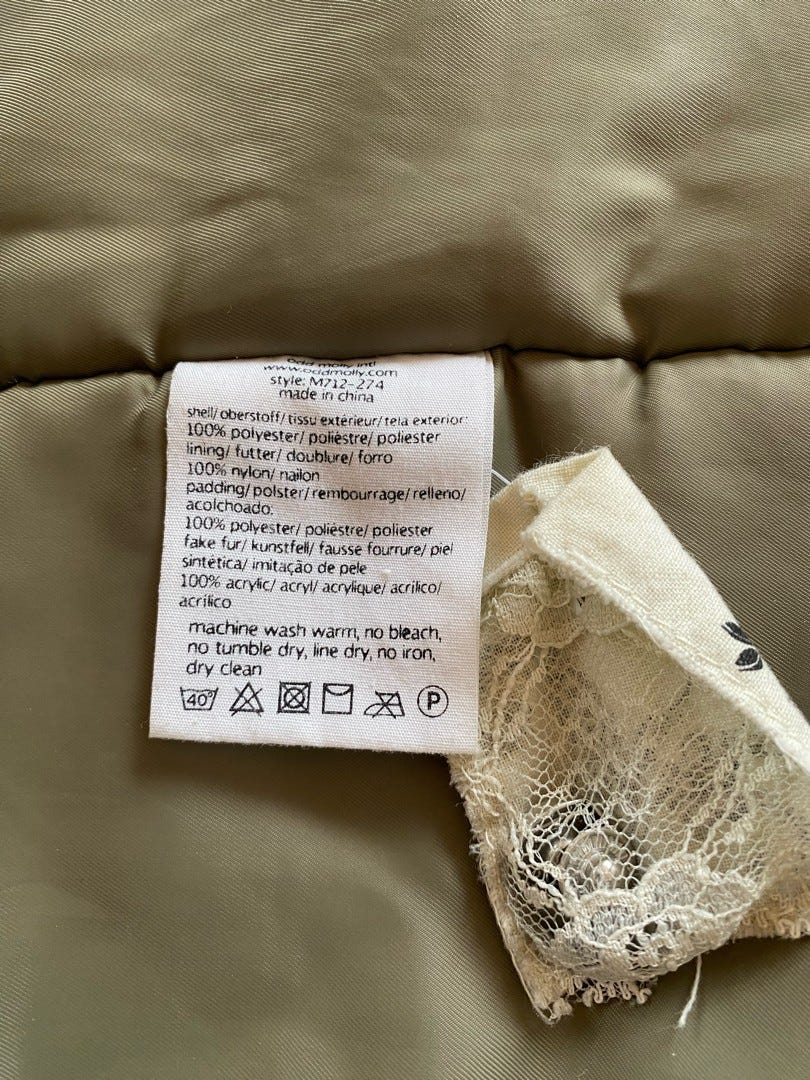 odd molly intl
www.oddmolly.com
style: M712-274
made in china
shell/ oberstoff/ tissu extérieur/ tela exterior:
100% polyester/ poliéstre/ poliester
lining/ futter/ doublure/ forro
100% nylon/ nailon
padding/ polster/ rembourrage/ relleno/
acolchoado:
100% polyester/ poliéstre/ poliester
fake fur/ kunstfell/ fausse fourrure/ piel
sintética/ imitação de pele
100% acrylic/ acryl/ acrylique/ acrilico/
acrílico
machine wash warm, no bleach,
no tumble dry, line dry, no iron,
dry clean
40° P